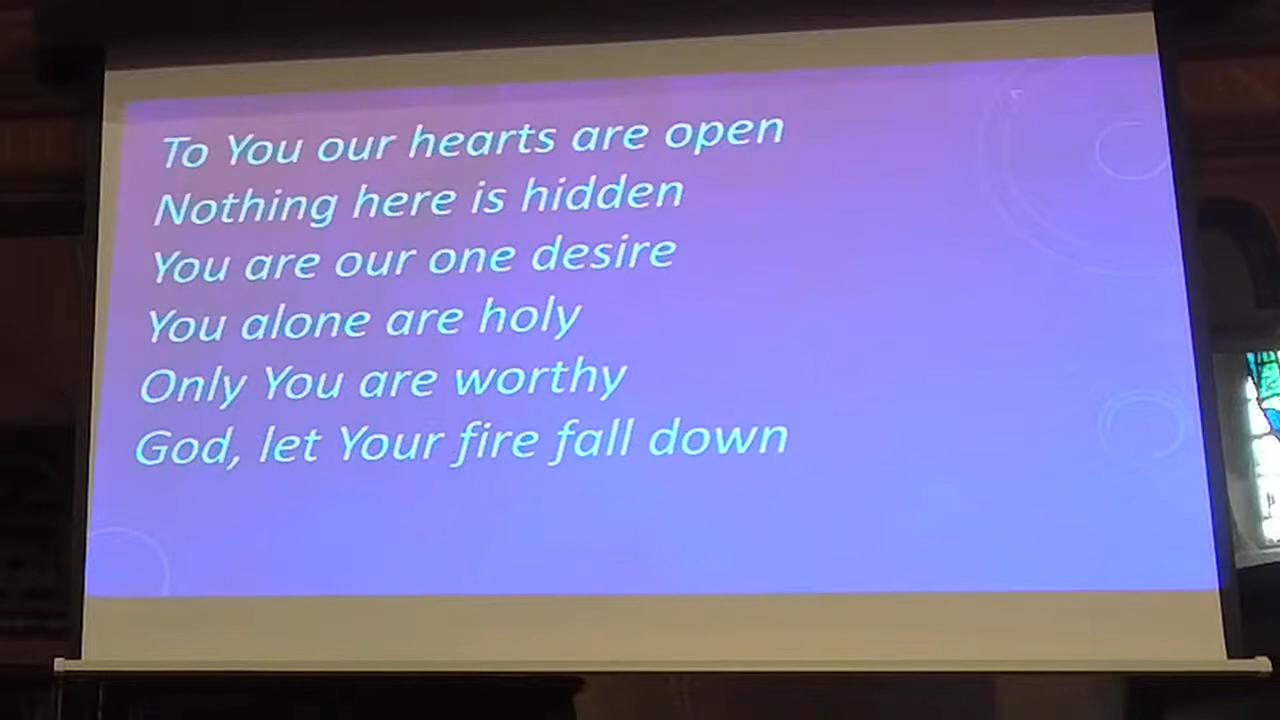 To You our hearts are open
Nothing here is hidden
You are our one desire
You alone are holy
Only You are worthy
God, let Your fire fall down